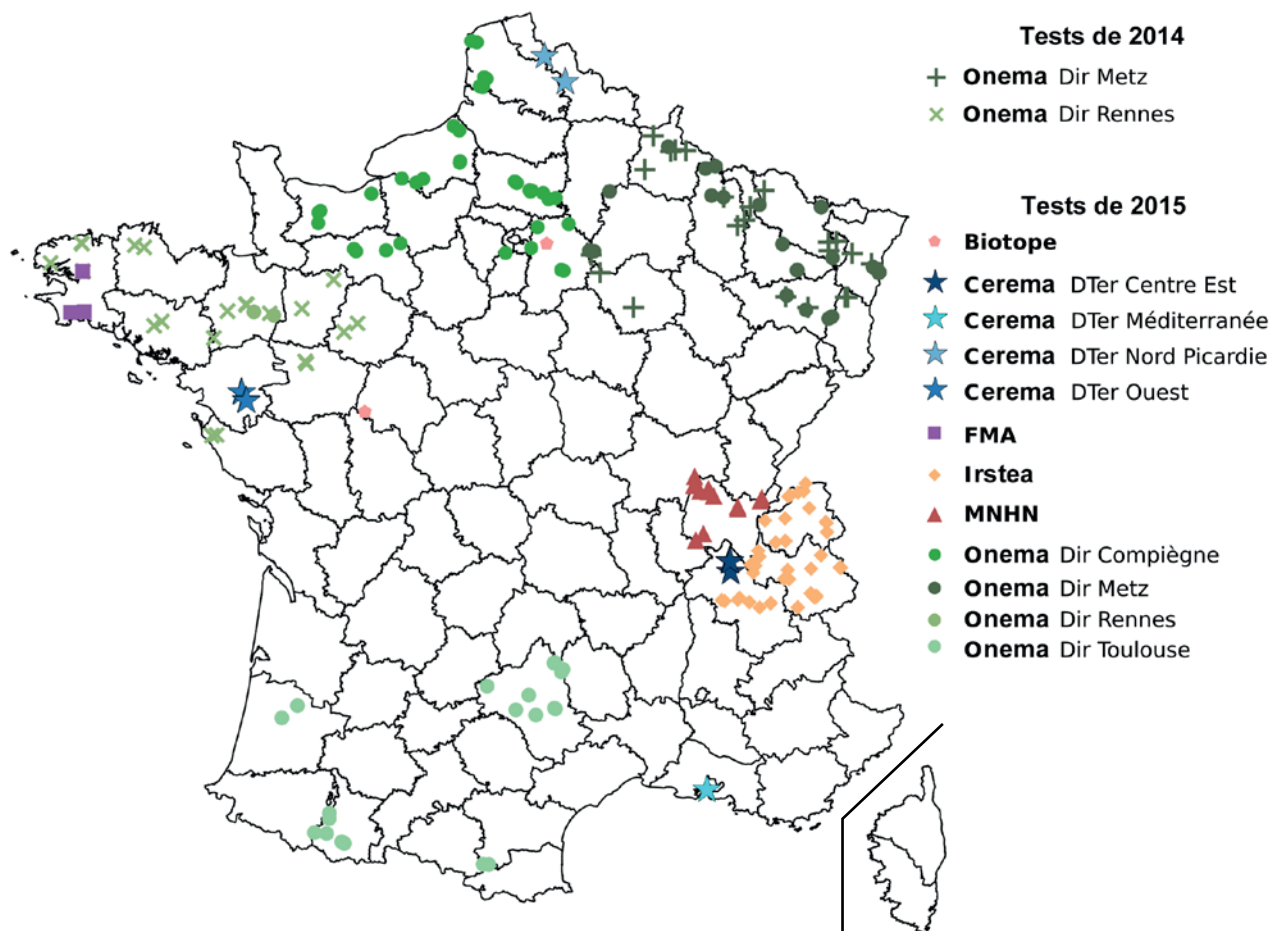 Tests de 2014
Onema Dir Metz
Onema Dir Rennes
Tests de 2015
Biotope
Cerema DTer Centre Est
Cerema DTer Méditerranée
Cerema DTer Nord Picardie
Cerema DTer Ouest
FMA
Irstea
MNHN
Onema Dir Compiègne
Onema Dir Metz
Onema Dir Rennes
Onema Dir Toulouse